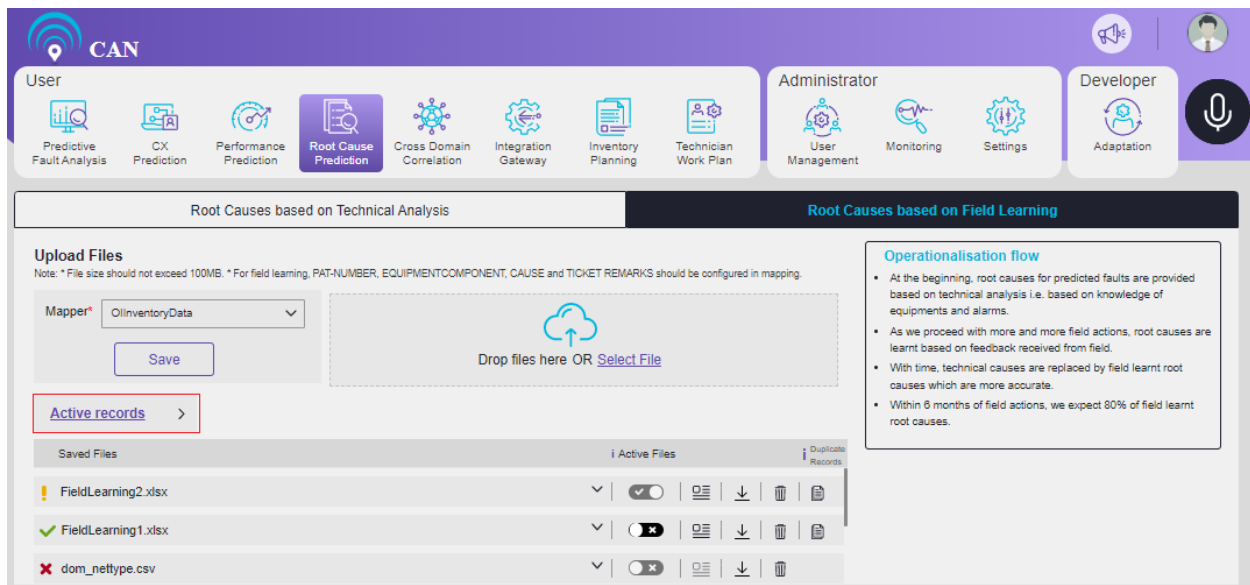 CAN
User
Administrator
Developer
Predictive
Fault Analysis
CX
Prediction
Performance
Prediction
Root Cause
Prediction
Cross Domain
Correlation
Integration
Gateway
Inventory
Planning
Technician
Work Plan
User
Management
Monitoring
Settings
Adaptation
Root Causes based on Technical Analysis
Root Causes based on Field Learning
Upload Files
Note: * File size should not exceed 100MB. * For field learning, PAT-NUMBER, EQUIPMENTCOMPONENT, CAUSE and TICKET REMARKS should be configured in mapping.
Mapper*
OIInventoryData
Save
Drop files here OR Select File
Active records >
Saved Files
i Active Files
i Duplicate
Records
FieldLearning2.xlsx
FieldLearning1.xlsx
dom_nettype.csv
Operationalisation flow
• At the beginning, root causes for predicted faults are provided
based on technical analysis i.e. based on knowledge of
equipments and alarms.
• As we proceed with more and more field actions, root causes are
learnt based on feedback received from field.
• With time, technical causes are replaced by field learnt root
causes which are more accurate.
• Within 6 months of field actions, we expect 80% of field learnt
root causes.